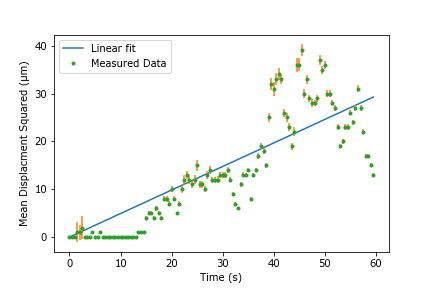 Linear fit
Measured Data
Mean Displacment Squared (μm)
40
30
20
10
0
0 10 20 30 40 50 60
Time (s)